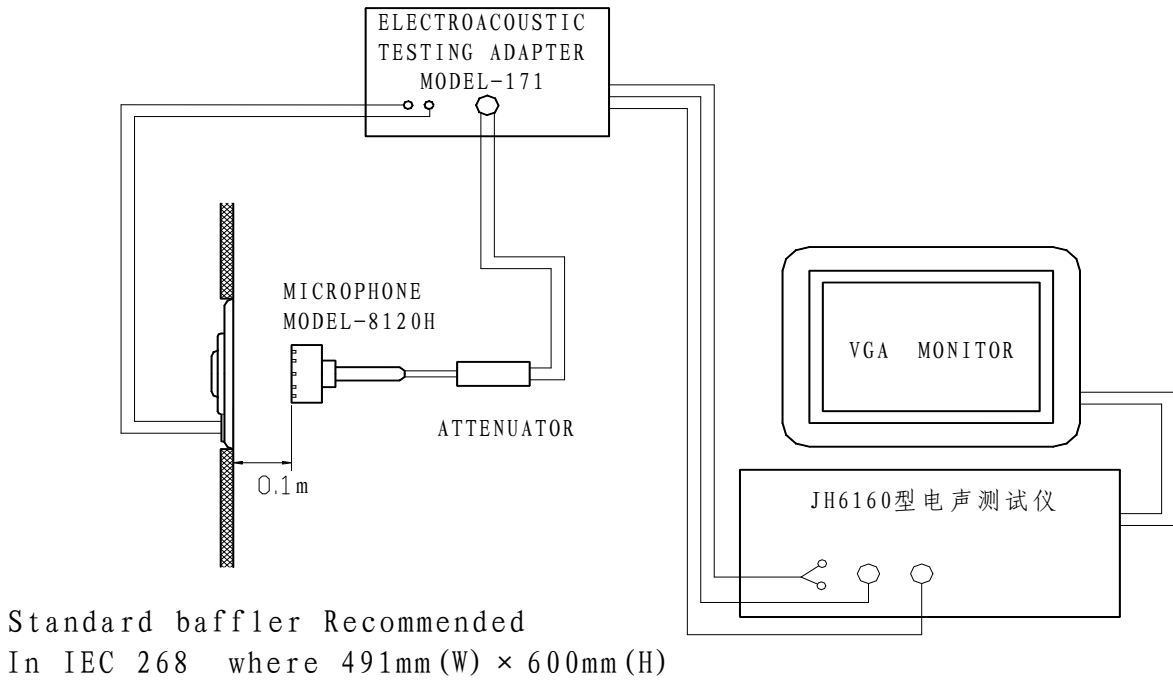 ELECTROACOUSTIC
TESTING ADAPTER
MODEL-171
MICROPHONE
MODEL-8120H
ATTENUATOR
0.1m
VGA MONITOR
JH6160型电声测试仪
Standard baffler Recommended
In IEC 268 where 491mm(W)×600mm(H)